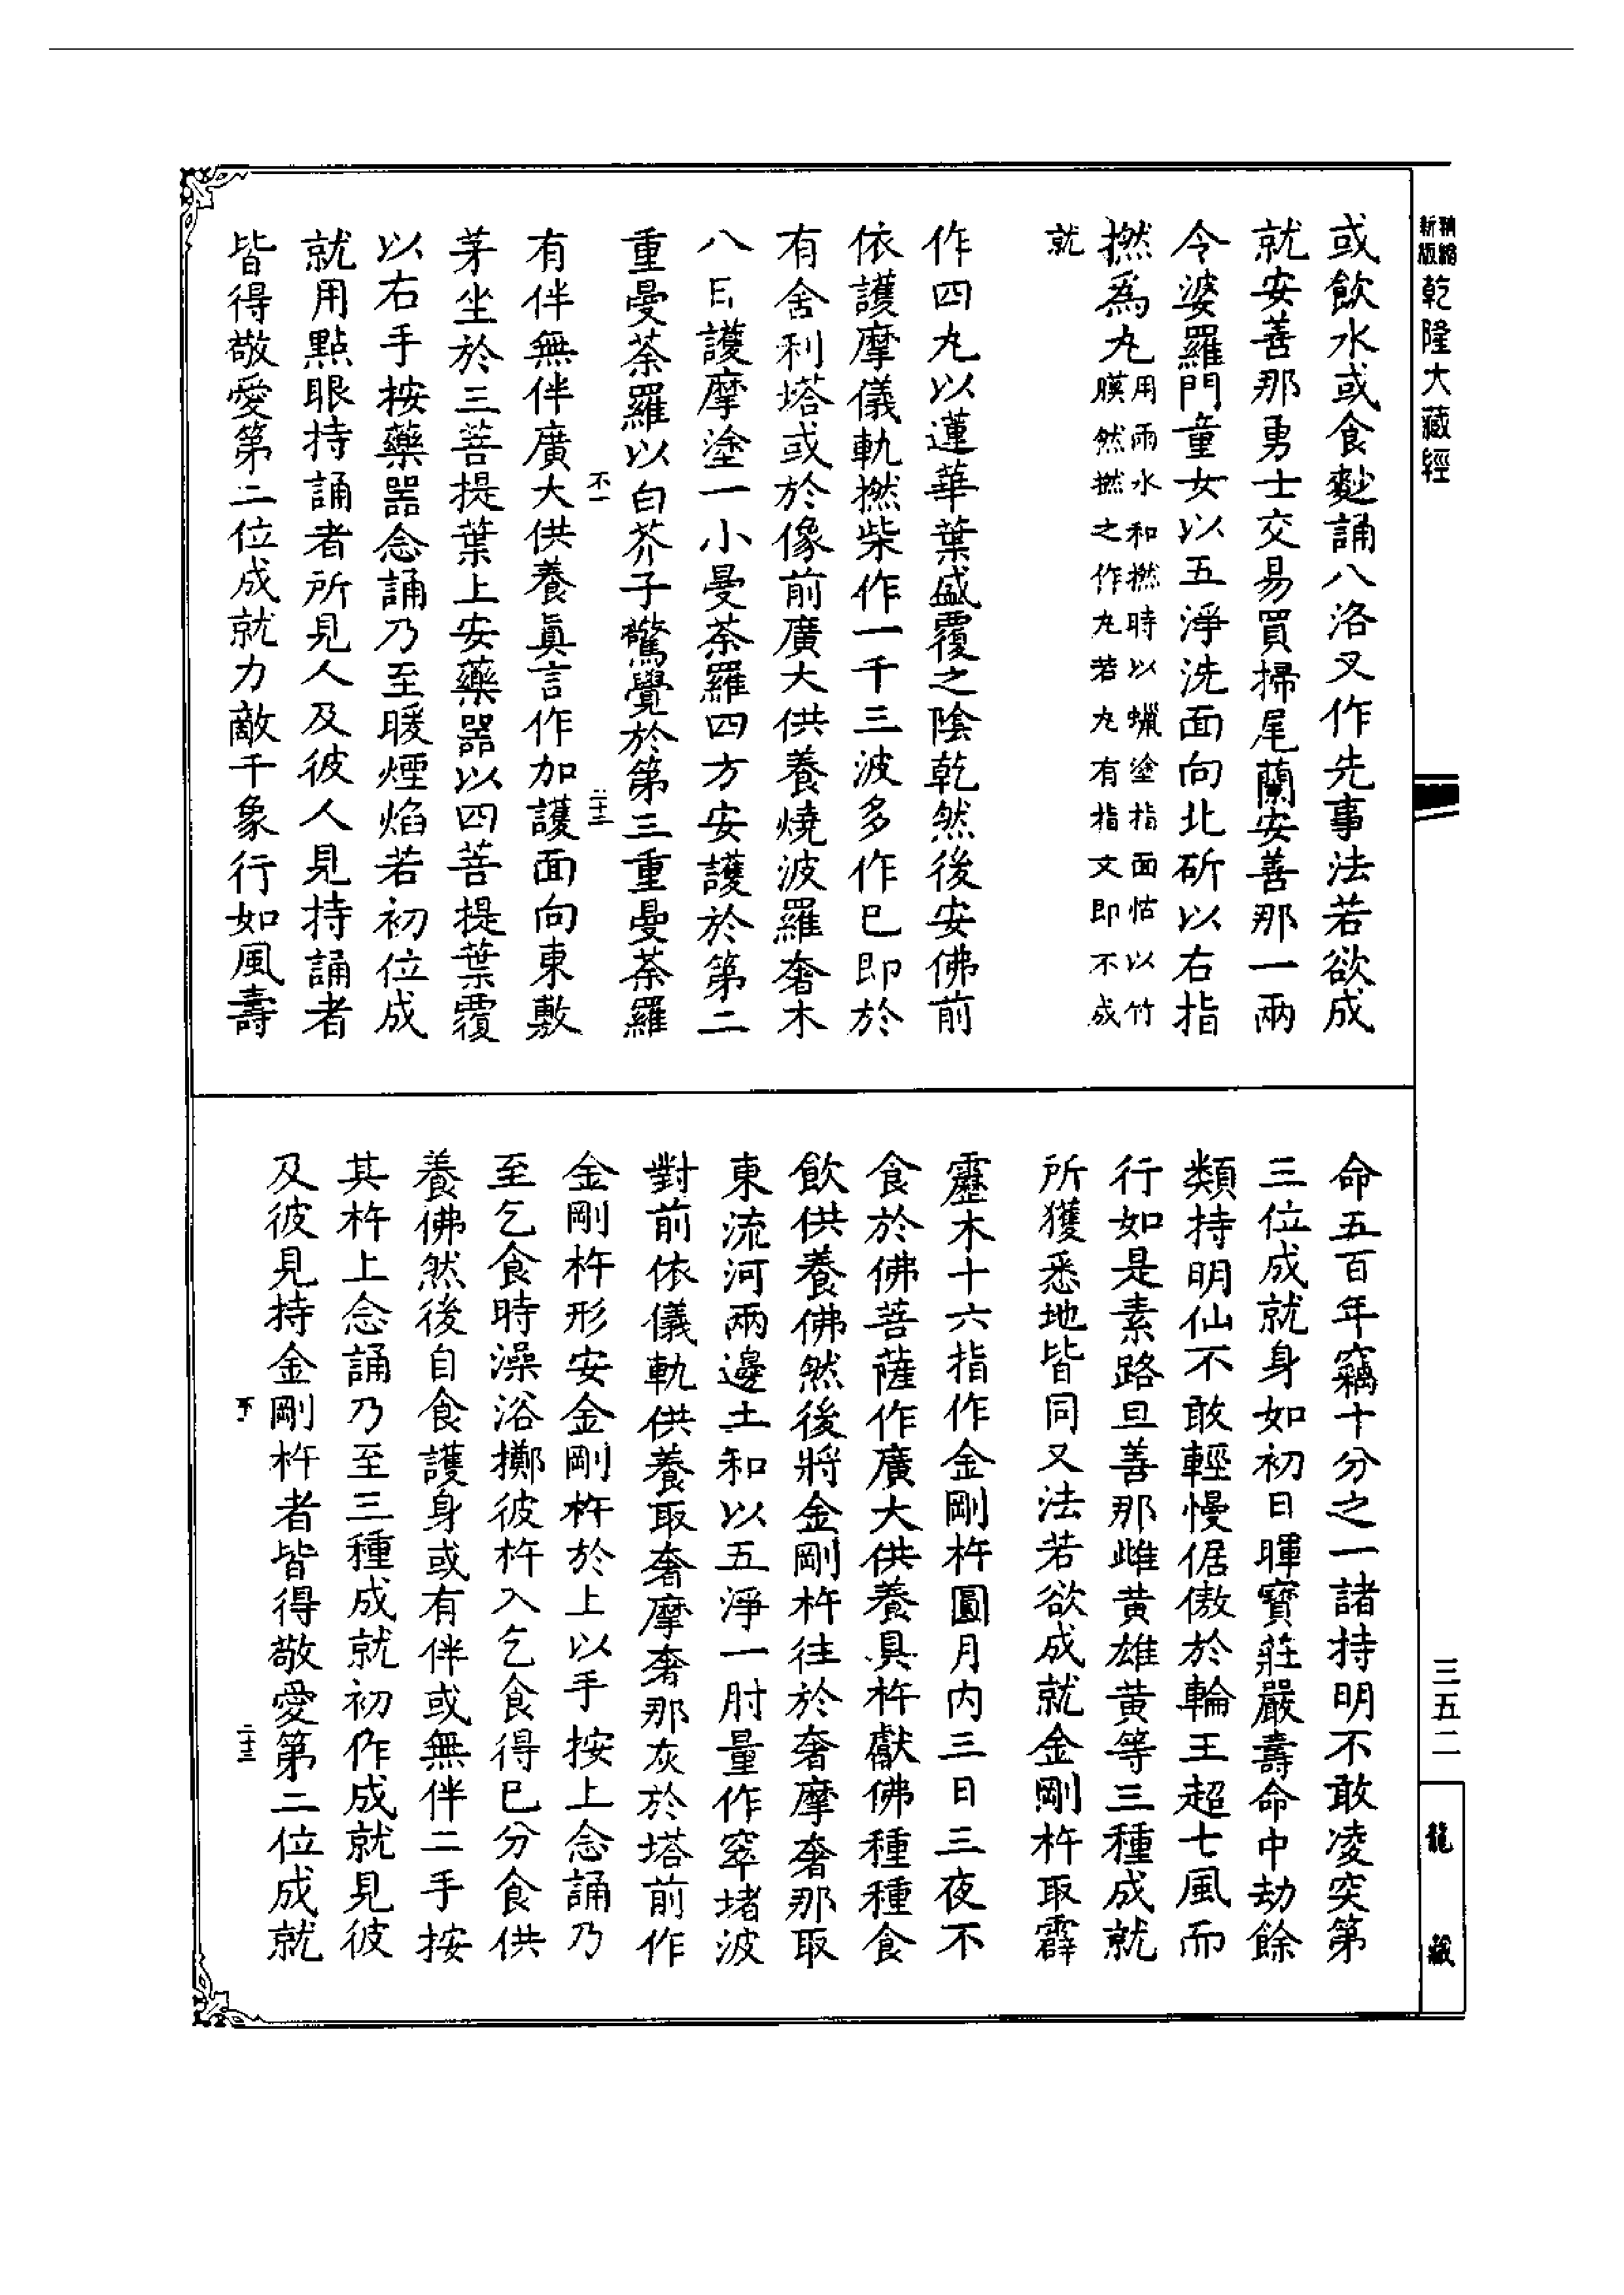 精縮新版
乾隆大藏經
或飲水或食麨誦八洛叉作先事法若欲成
就安善那勇士交易買掃尾蘭安善那一兩
令婆羅門童女以五淨洗面向北斫以右指
撚爲丸用雨水和撚時以蠟塗指面怗以竹
膜然撚之作丸若丸有指文即不成
就
作四丸以蓮華葉盛覆之陰乾然後安佛前
依護摩儀軌撚柴作一千三波多作已即於
有舍利塔或於像前廣大供養燒波羅奢木
八日護摩塗一小曼荼羅四方安護於第二
重曼荼羅以白芥子驚覺於第三重曼荼羅
不一
二十三
有伴無伴廣大供養眞言作加護面向東敷
茅坐於三菩提葉上安藥器以四菩提葉覆
以右手按藥器念誦乃至暖煙焰若初位成
就用點眼持誦者所見人及彼人見持誦者
皆得敬愛第二位成就力敵千象行如風壽
命五百年竊十分之一諸持明不敢凌突第
三位成就身如初日暉寶莊嚴壽命中劫餘
類持明仙不敢輕慢倨傲於輪王超七風而
行如是素路旦善那雌黄雄黄等三種成就
所獲悉地皆同又法若欲成就金剛杵取霹
靂木十六指作金剛杵圓月内三日三夜不
食於佛菩薩作廣大供養具杵獻佛種種食
飲供養佛然後將金剛杵往於奢摩奢那取
東流河兩邊土和以五淨一肘量作窣堵波
對前依儀軌供養取奢摩奢那灰於塔前作
金剛杵形安金剛杵於上以手按上念誦乃
至乞食時澡浴擲彼杵入乞食得已分食供
養佛然後自食護身或有伴或無伴二手按
其杵上念誦乃至三種成就初作成就見彼
及彼見持金剛杵者皆得敬愛第二位成就
二十三
三五二
龍藏